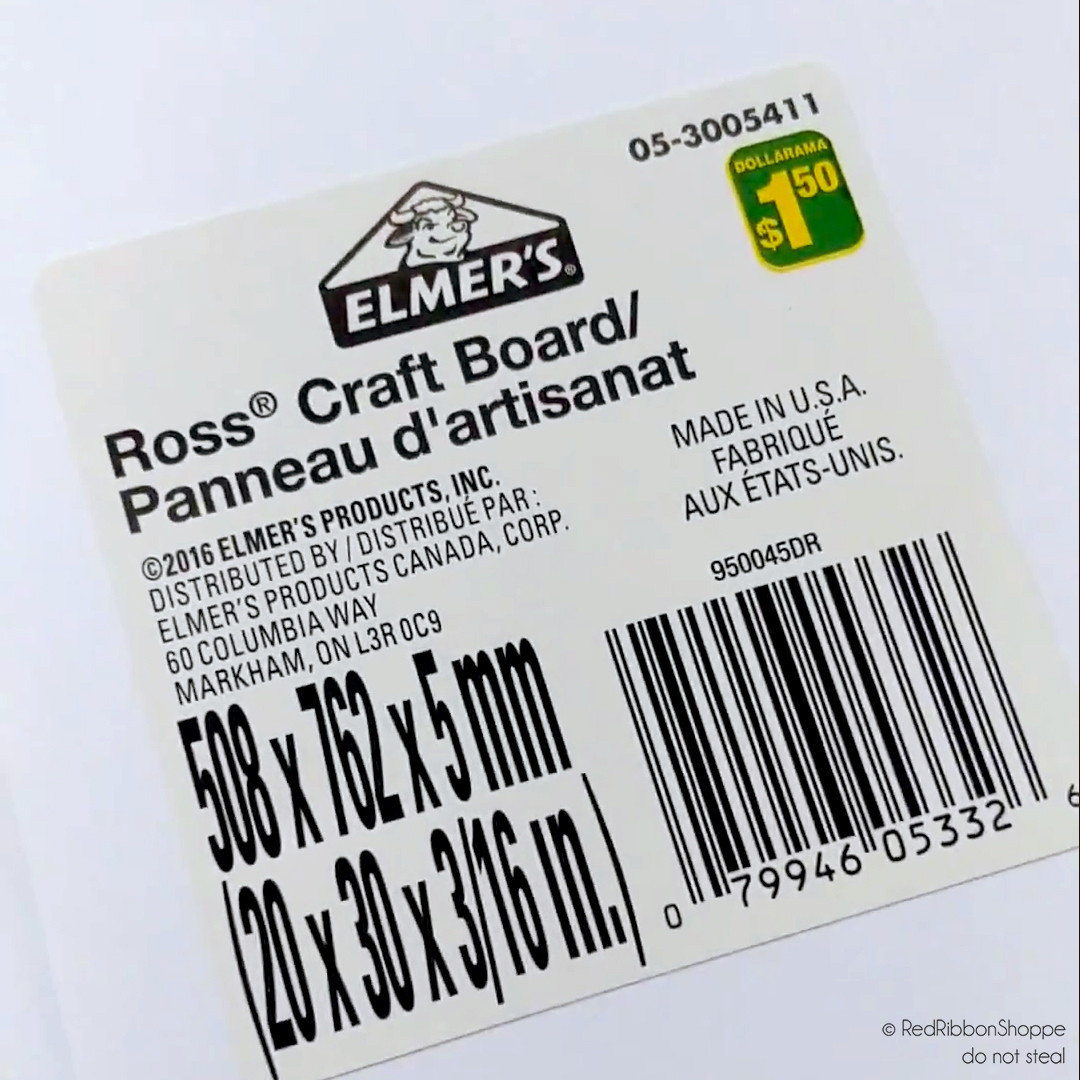 05-3005411
DOLLARAMA
$1 50
ELMER'S®
Ross® Craft Board/
Panneau d'artisanat
MADE IN U.S.A.
FABRIQUÉ
AUX ÉTATS-UNIS.
©2016 ELMER'S PRODUCTS, INC.
DISTRIBUTED BY / DISTRIBUÉ PAR :
ELMER'S PRODUCTS CANADA, CORP.
60 COLUMBIA WAY
MARKHAM, ON L3R 0C9
950045DR
508 x 762 x 5 mm
(20 x 30 x 3/16 in.)
0 79946 05332 6
© RedRibbonShoppe
do not steal